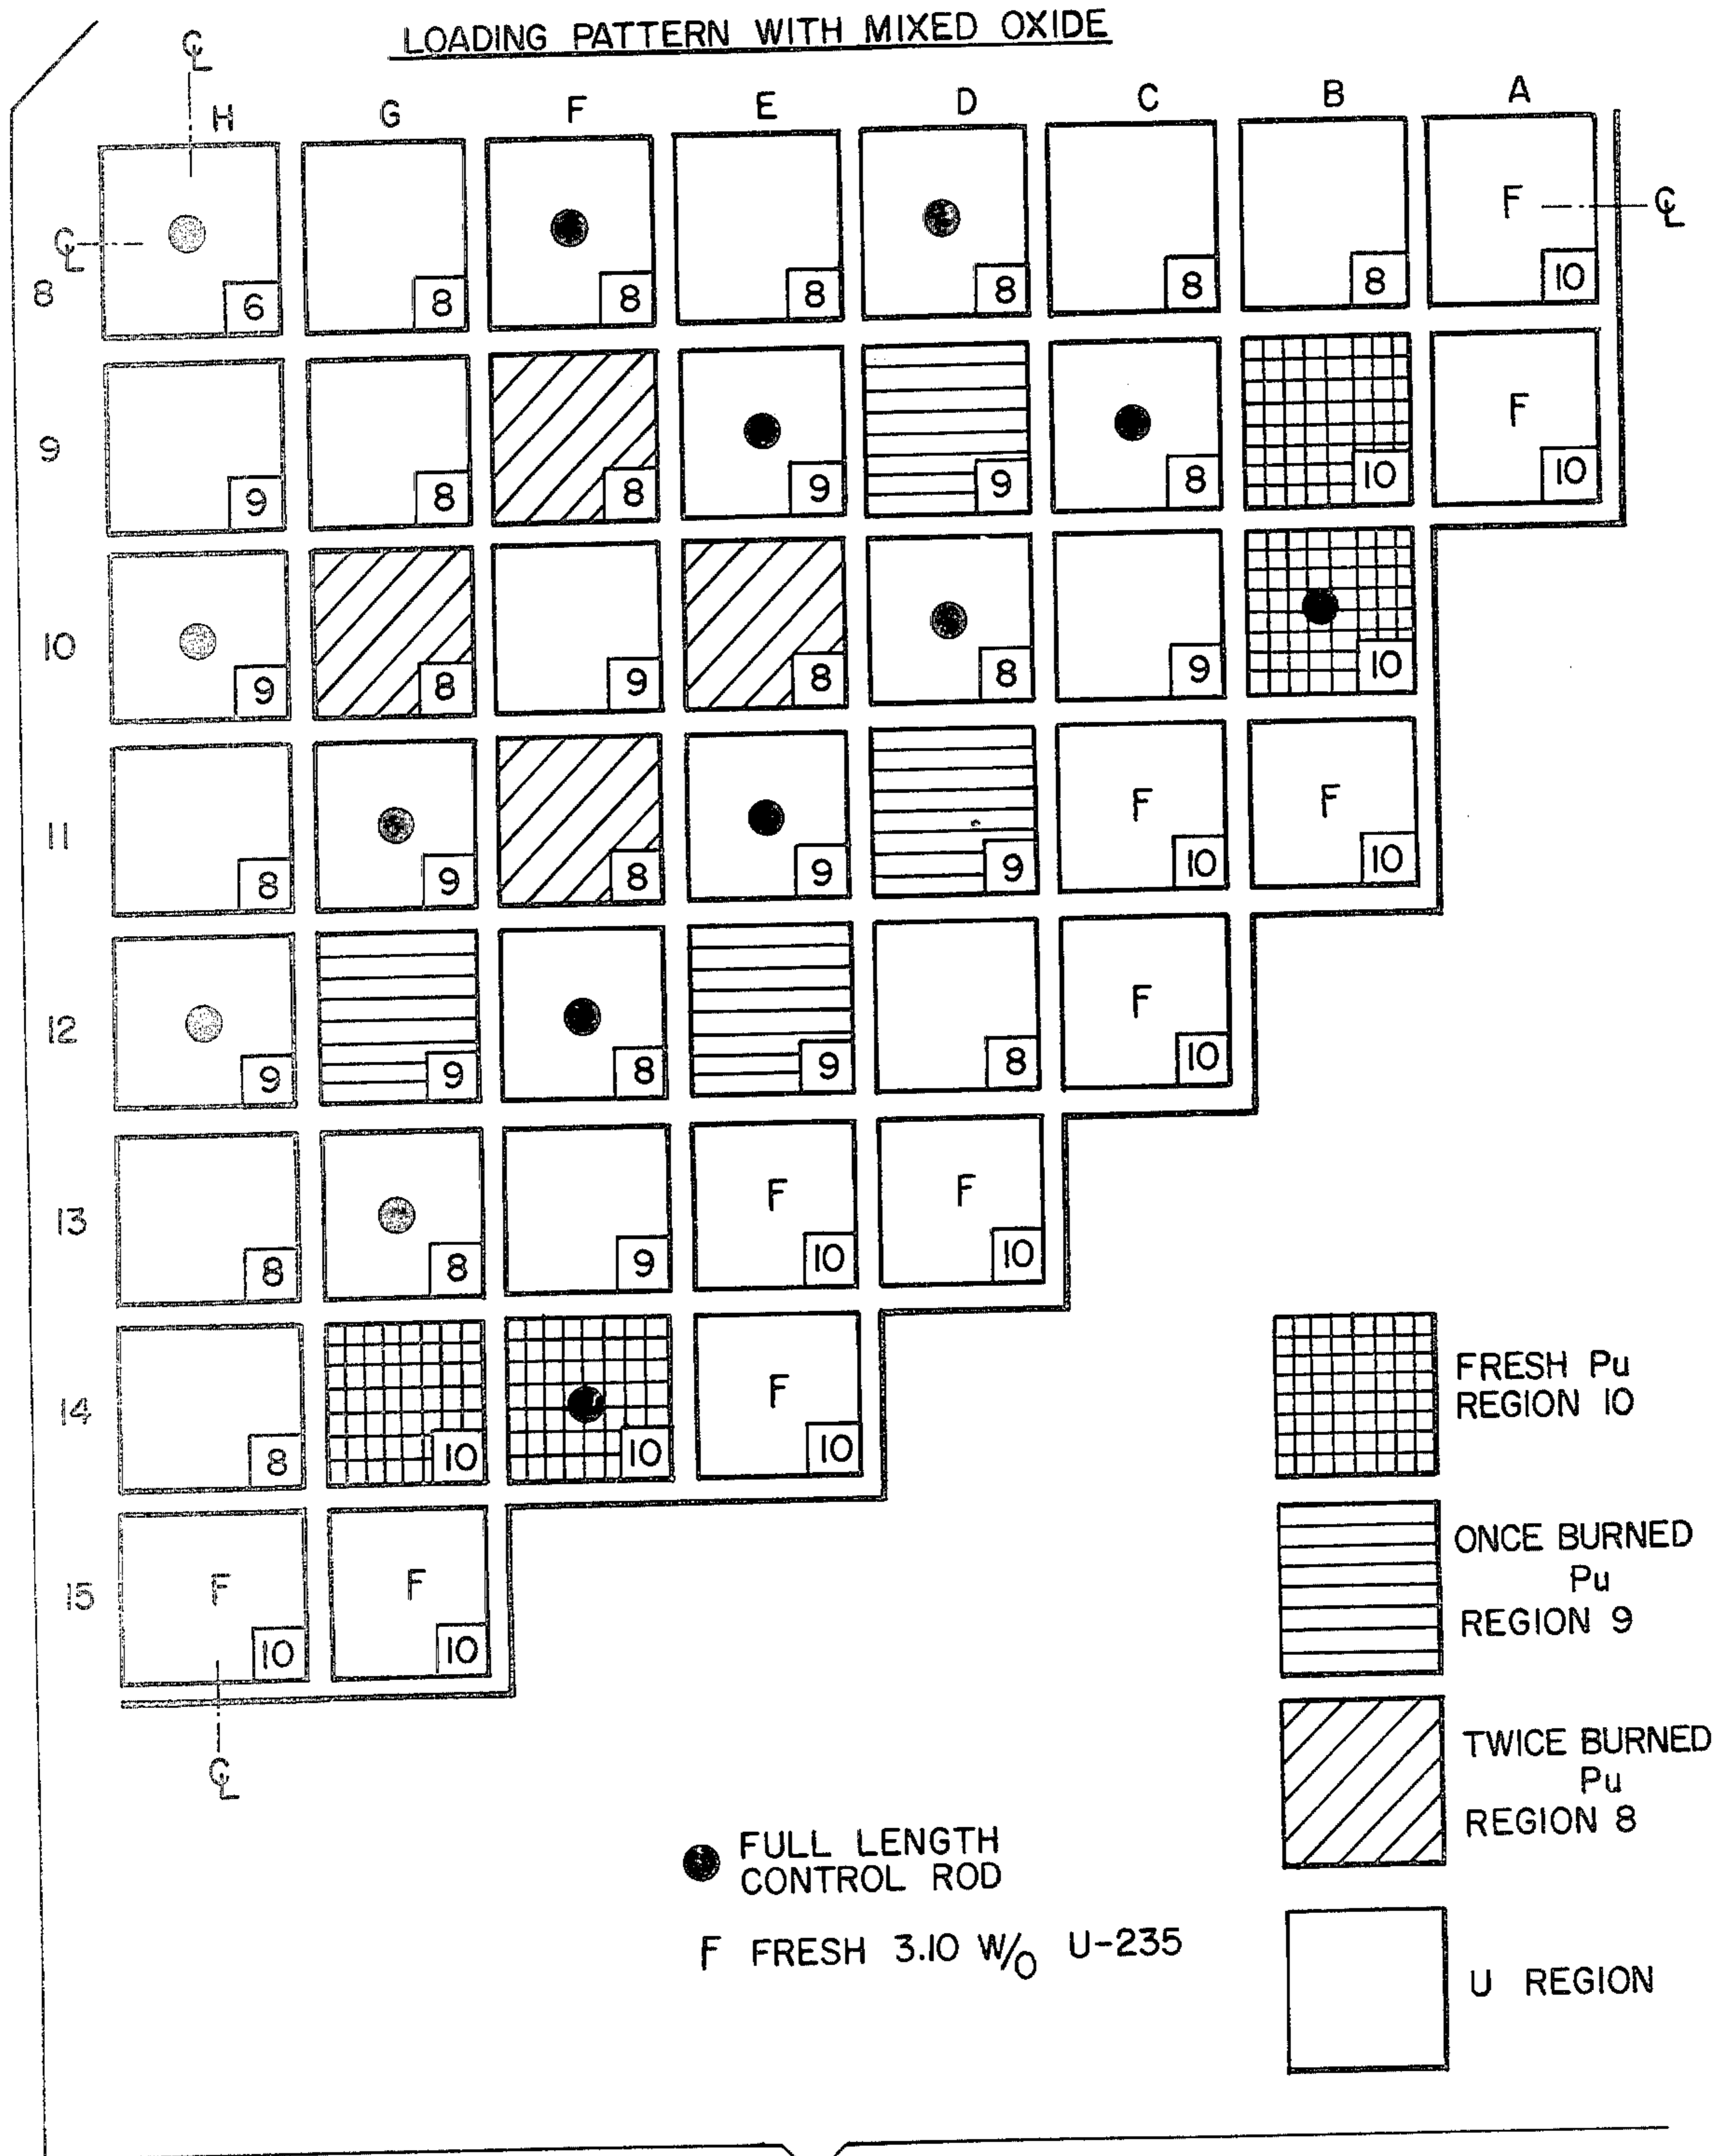 LOADING PATTERN WITH MIXED OXIDE
℄
H G F E D C B A
F ℄
℄
8 6 8 8 8 8 8 8 10
F
9 9 8 8 9 9 8 10 10
10 9 8 9 8 8 9 10
F F
11 8 9 8 9 9 10 10
F
12 9 9 8 9 8 10
F F
13 8 8 9 10 10
F
14 8 10 10 10
F F
15 10 10
℄
FRESH Pu
REGION 10
ONCE BURNED
Pu
REGION 9
TWICE BURNED
Pu
REGION 8
U REGION
FULL LENGTH
CONTROL ROD
F FRESH 3.10 W/O U-235